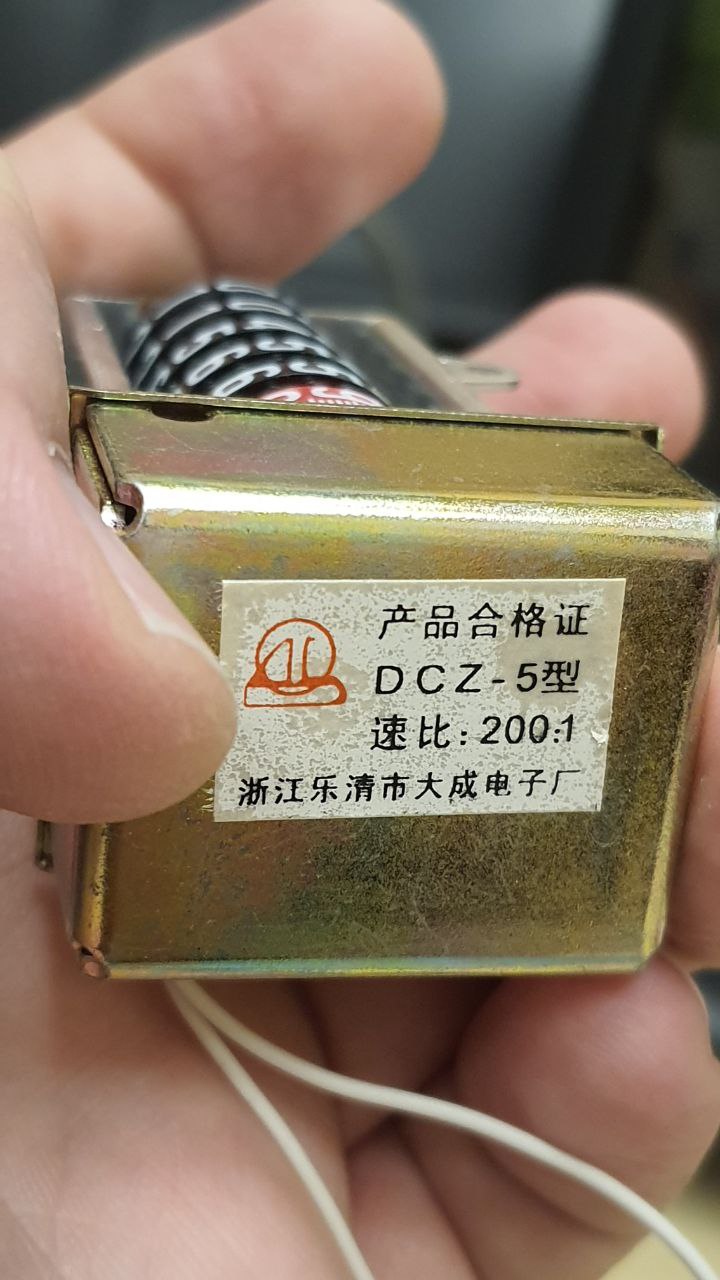 产品合格证
DCZ-5型
速比:200:1
浙江乐清市大成电子厂